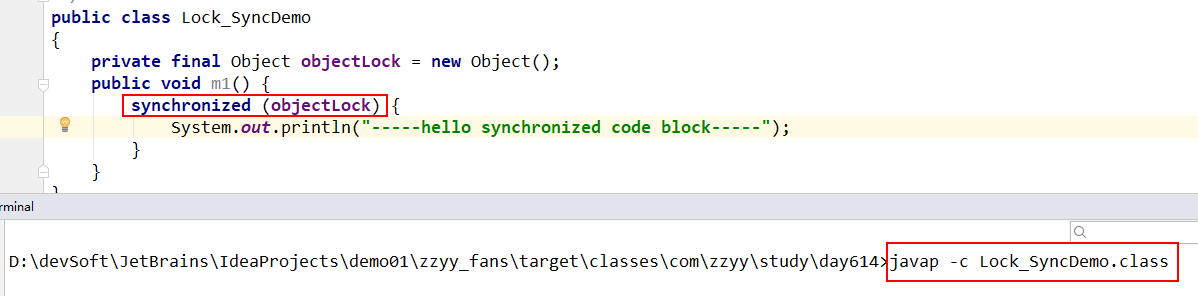 public class Lock_SyncDemo
{
private final Object objectLock = new Object();
public void m1() {
synchronized (objectLock) {
System.out.println("-----hello synchronized code block-----");
}
}
}
rminal
D:\devSoft\JetBrains\IdeaProjects\demo01\zzyy_fans\target\classes\com\zzyy\study\day614>javap -c Lock_SyncDemo.class